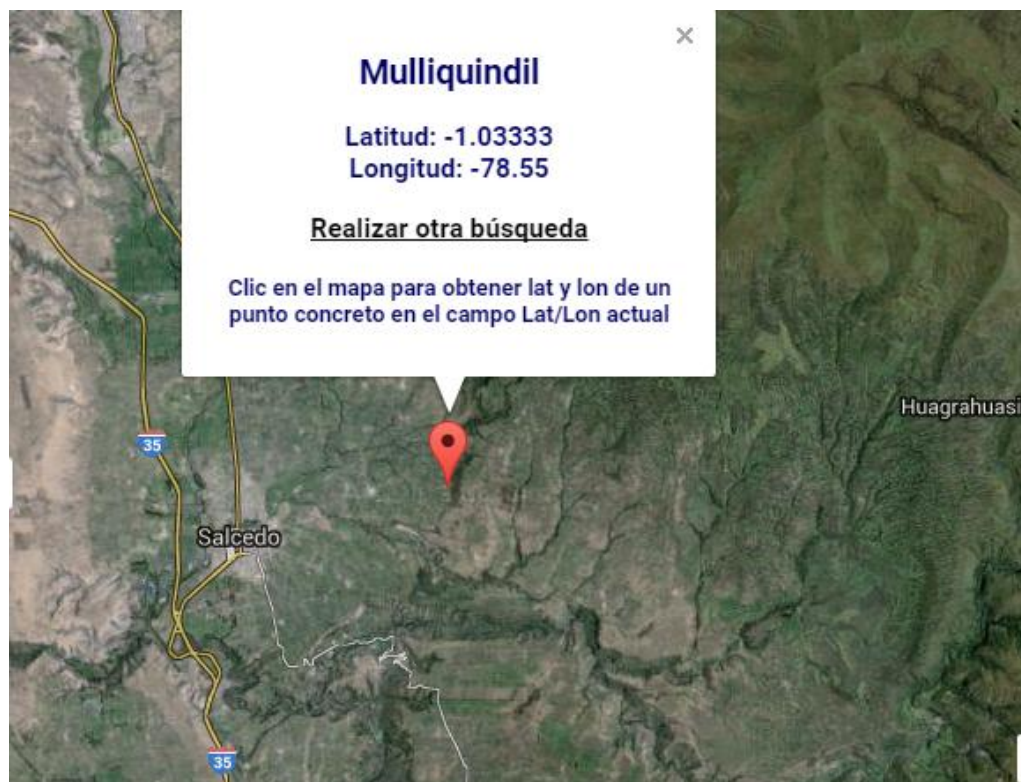 ×
Mulliquindil
Latitud: -1.03333
Longitud: -78.55
Realizar otra búsqueda
Clic en el mapa para obtener lat y lon de un
punto concreto en el campo Lat/Lon actual
Huagrahuasi
35
Salcedo
35